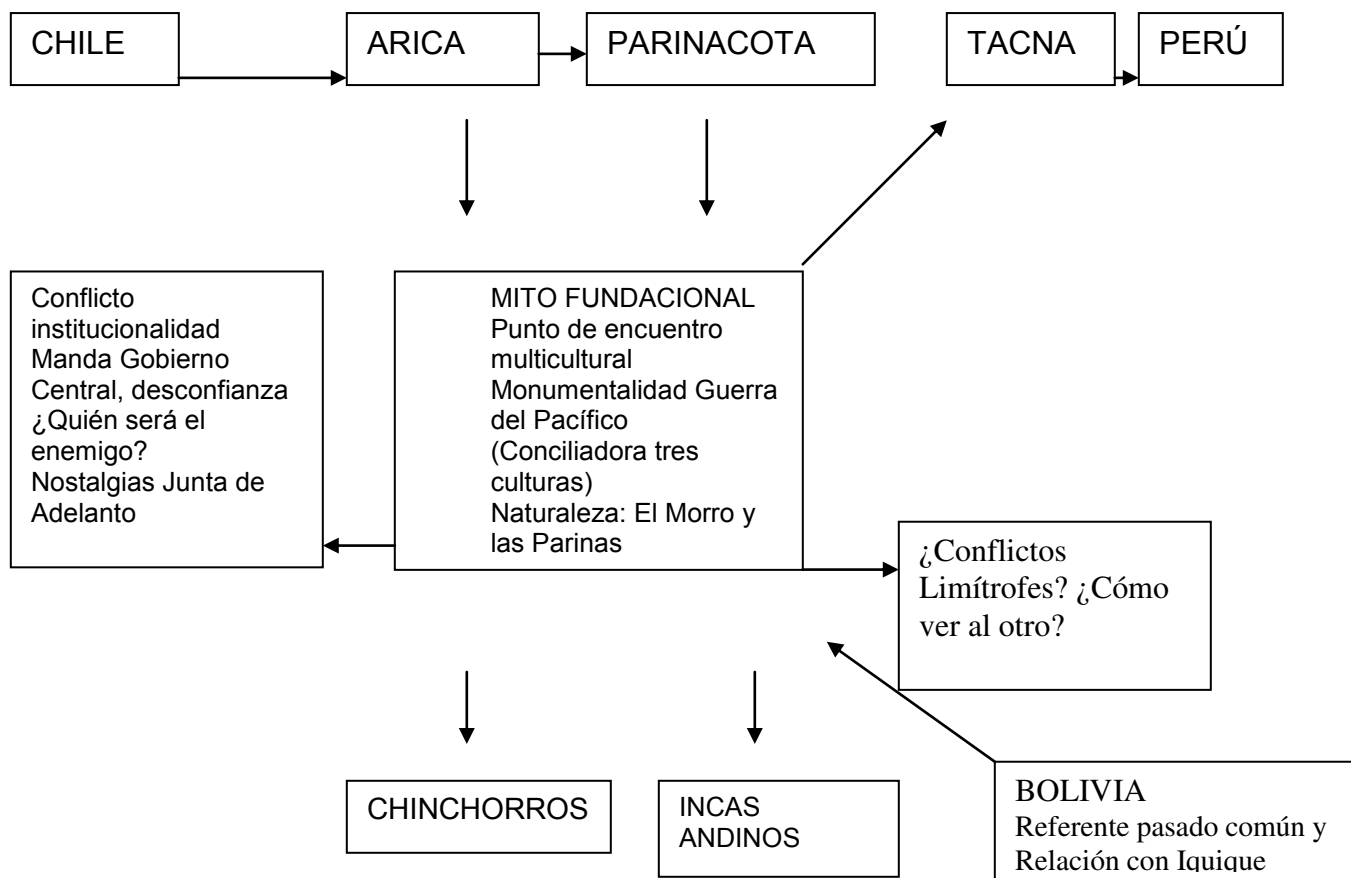 CHILE
ARICA
PARINACOTA
TACNA
PERÚ
Conflicto
institucionalidad
Manda Gobierno
Central, desconfianza
¿Quién será el
enemigo?
Nostalgias Junta de
Adelanto
MITO FUNDACIONAL
Punto de encuentro
multicultural
Monumentalidad Guerra
del Pacífico
(Conciliadora tres
culturas)
Naturaleza: El Morro y
las Parinas
¿Conflictos
Limítrofes? ¿Cómo
ver al otro?
CHINCHORROS
INCAS
ANDINOS
BOLIVIA
Referente pasado común y
Relación con Iquique